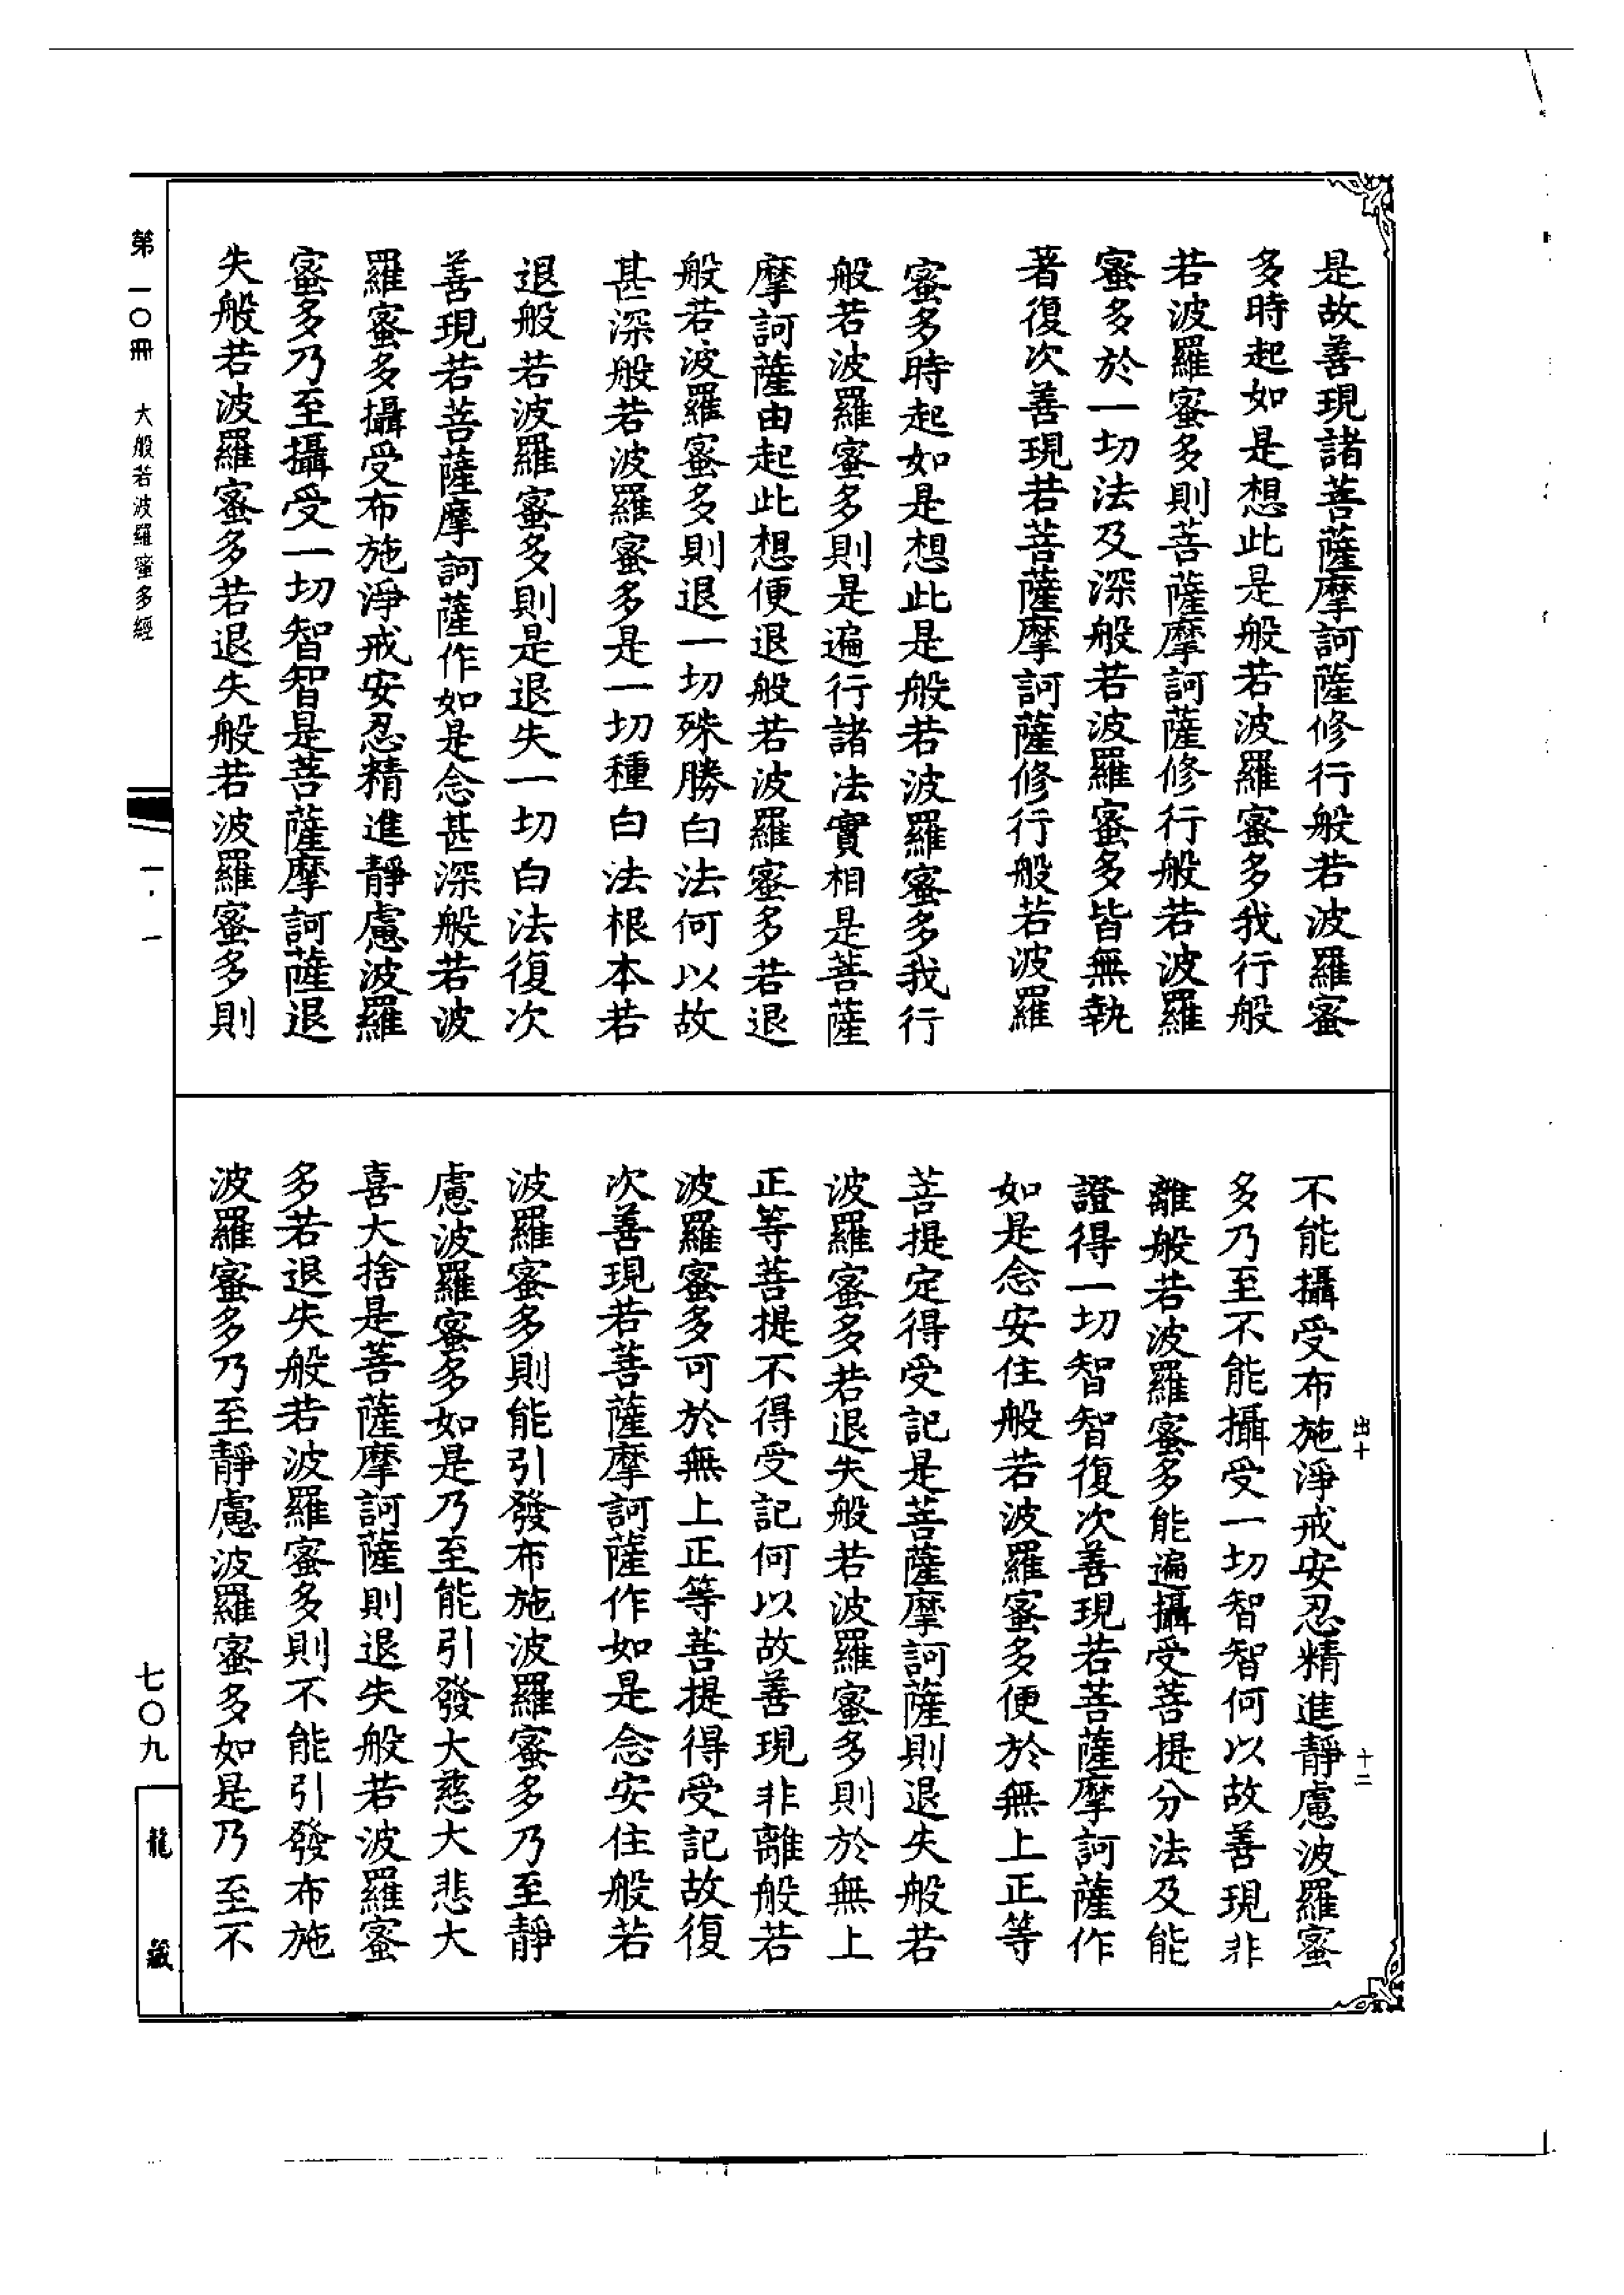 是故善現諸菩薩摩訶薩修行般若波羅蜜
多時起如是想此是般若波羅蜜多我行般
若波羅蜜多則菩薩摩訶薩修行般若波羅
蜜多於一切法及深般若波羅蜜多皆無執
著復次善現若菩薩摩訶薩修行般若波羅
蜜多時起如是想此是般若波羅蜜多我行
般若波羅蜜多則是遍行諸法實相是菩薩
摩訶薩由起此想便退般若波羅蜜多若退
般若波羅蜜多則退一切殊勝白法何以故
甚深般若波羅蜜多是一切種白法根本若
退般若波羅蜜多則是退失一切白法復次
善現若菩薩摩訶薩作如是念甚深般若波
羅蜜多攝受布施淨戒安忍精進靜慮波羅
蜜多乃至攝受一切智智是菩薩摩訶薩退
失般若波羅蜜多若退失般若波羅蜜多則
不能攝受布施淨戒安忍精進靜慮波羅蜜
多乃至不能攝受一切智智何以故善現非
離般若波羅蜜多能遍攝受菩提分法及能
證得一切智智復次善現若菩薩摩訶薩作
如是念安住般若波羅蜜多便於無上正等
菩提定得受記是菩薩摩訶薩則退失般若
波羅蜜多若退失般若波羅蜜多則於無上
正等菩提不得受記何以故善現非離般若
波羅蜜多可於無上正等菩提得受記故復
次善現若菩薩摩訶薩作如是念安住般若
波羅蜜多則能引發布施波羅蜜多乃至靜
慮波羅蜜多如是乃至能引發大慈大悲大
喜大捨是菩薩摩訶薩則退失般若波羅蜜
多若退失般若波羅蜜多則不能引發布施
波羅蜜多乃至靜慮波羅蜜多如是乃至不
出十
十二
第一〇冊 大般若波羅蜜多經
一·一
七〇九
龍藏